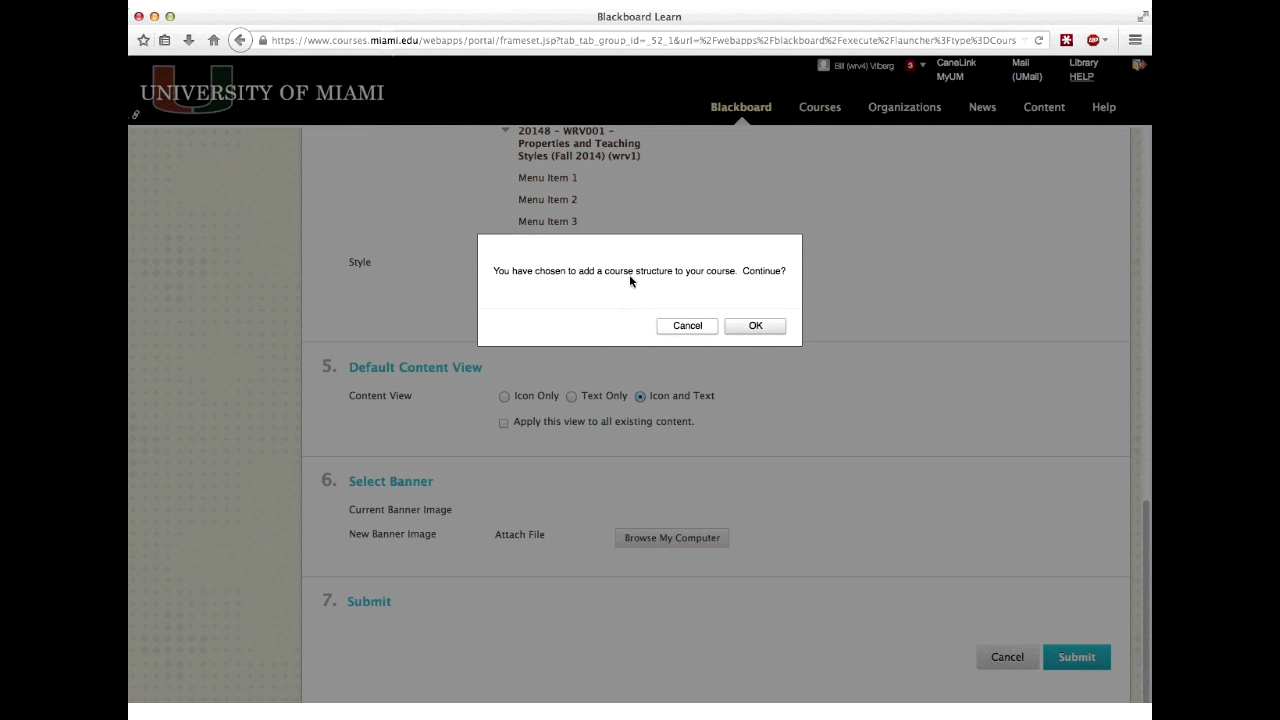 Blackboard Learn
https://www.courses.miami.edu/webapps/portal/frameset.jsp?tab_tab_group_id=_52_1&url=%2Fwebapps%2Fblackboard%2Fexecute%2Flauncher%3Ftype%3DCours
Bill (wrv4) Vilberg 3 CaneLink Mail Library
MyUM (UMail) HELP
UNIVERSITY OF MIAMI
Blackboard Courses Organizations News Content Help
20148 - WRV001 -
Properties and Teaching
Styles (Fall 2014) (wrv1)
Menu Item 1
Menu Item 2
Menu Item 3
Style
You have chosen to add a course structure to your course. Continue?
Cancel OK
5. Default Content View
Content View Icon Only Text Only Icon and Text
Apply this view to all existing content.
6. Select Banner
Current Banner Image
New Banner Image Attach File Browse My Computer
7. Submit
Cancel Submit